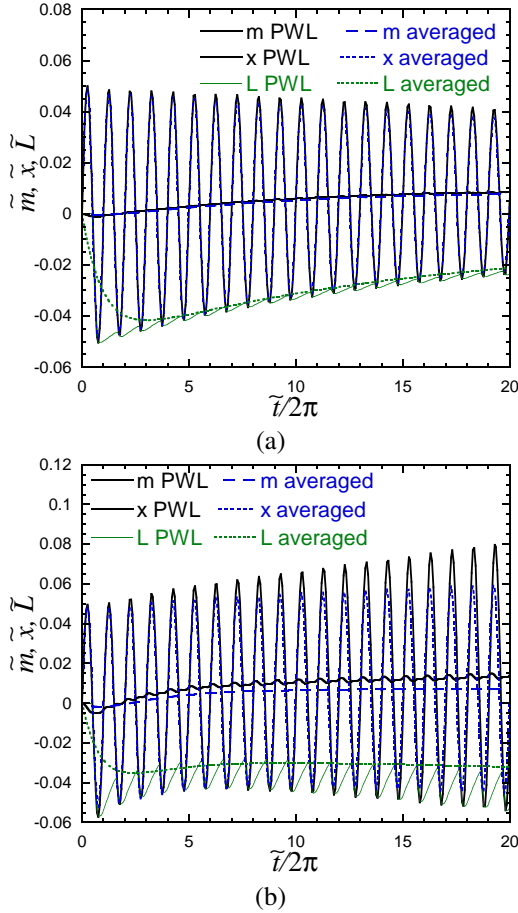 0.08
m PWL m averaged
0.06
x PWL x averaged
L PWL L averaged
0.04
0.02
0
-0.02
-0.04
-0.06
m̃, x̃, L̃
0 5 10 15 20
t̃/2π
(a)
0.12
m PWL m averaged
0.1
x PWL x averaged
0.08
L PWL L averaged
0.06
0.04
0.02
0
-0.02
-0.04
-0.06
m̃, x̃, L̃
0 5 10 15 20
t̃/2π
(b)